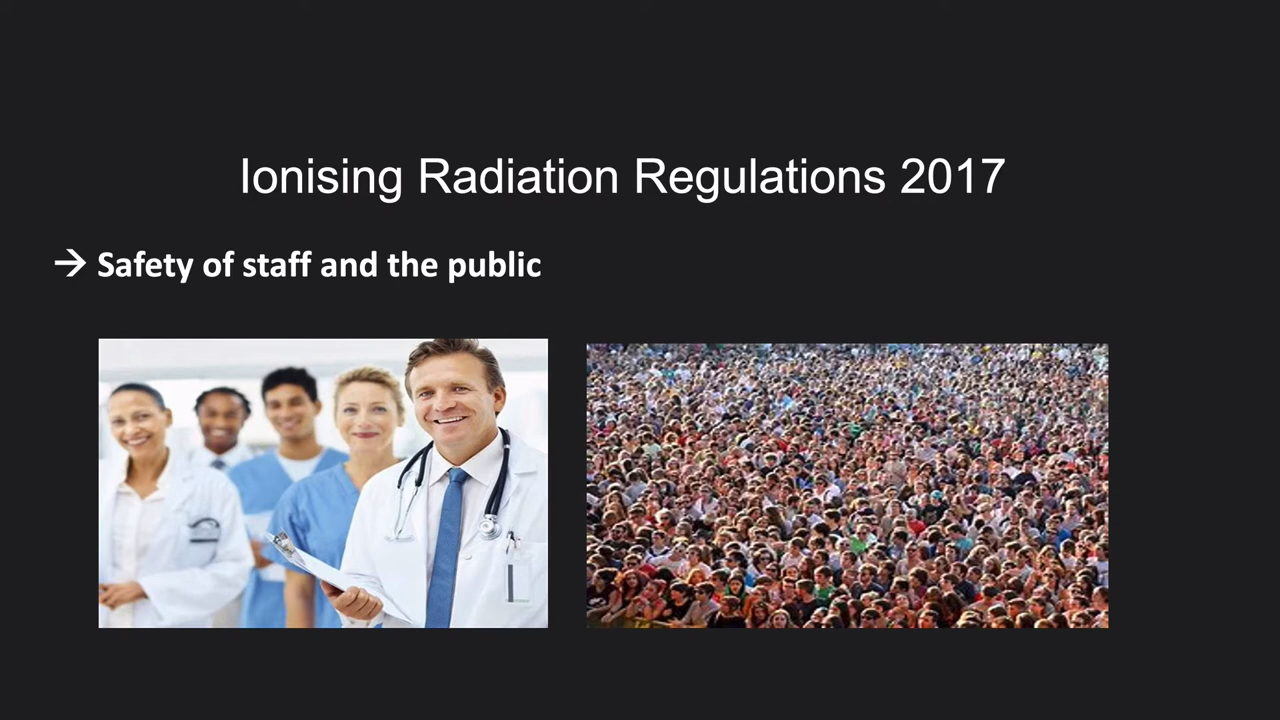 Ionising Radiation Regulations 2017
→ Safety of staff and the public